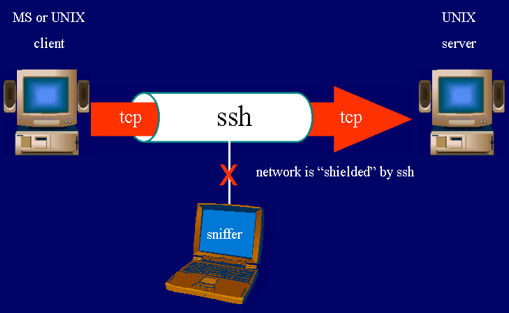 MS or UNIX
client
UNIX
server
tcp
ssh
tcp
X
network is “shielded” by ssh
sniffer